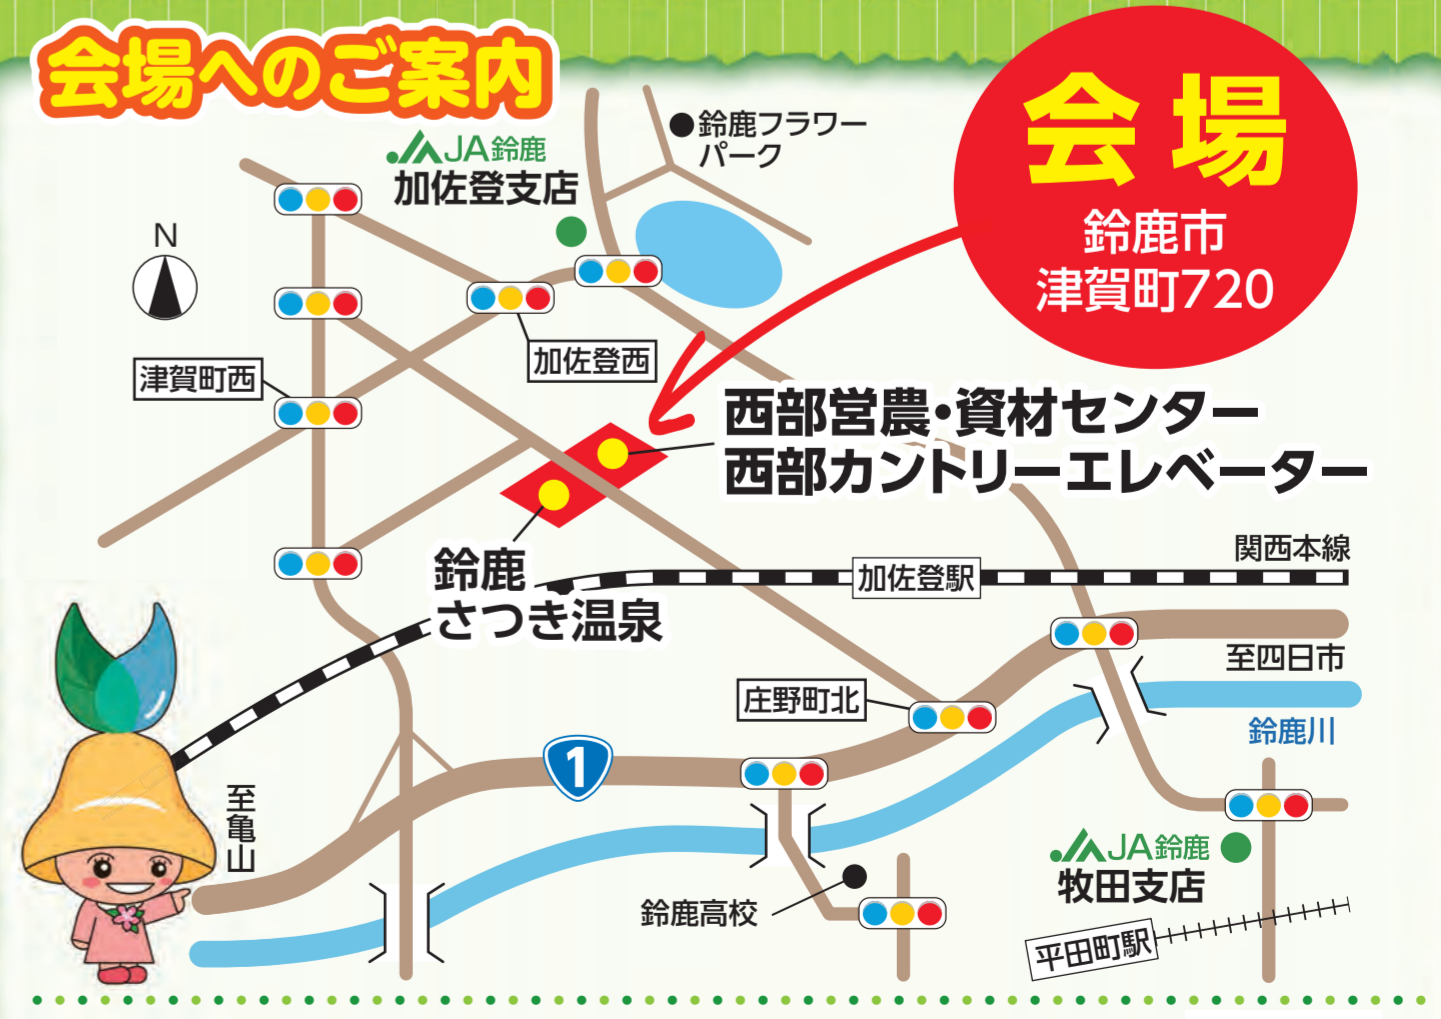 会場へのご案内
会場
鈴鹿市
津賀町720
鈴鹿フラワー
パーク
JA鈴鹿
加佐登支店
N
加佐登西
津賀町西
西部営農・資材センター
西部カントリーエレベーター
鈴鹿
さつき温泉
関西本線
加佐登駅
至四日市
庄野町北
鈴鹿川
1
至亀山
JA鈴鹿
牧田支店
鈴鹿高校
平田町駅